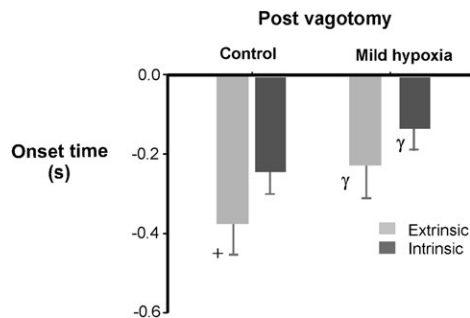 Post vagotomy
Control Mild hypoxia
0.0
Onset time
(s)
-0.2
γ
γ
-0.4
+
Extrinsic
Intrinsic
-0.6